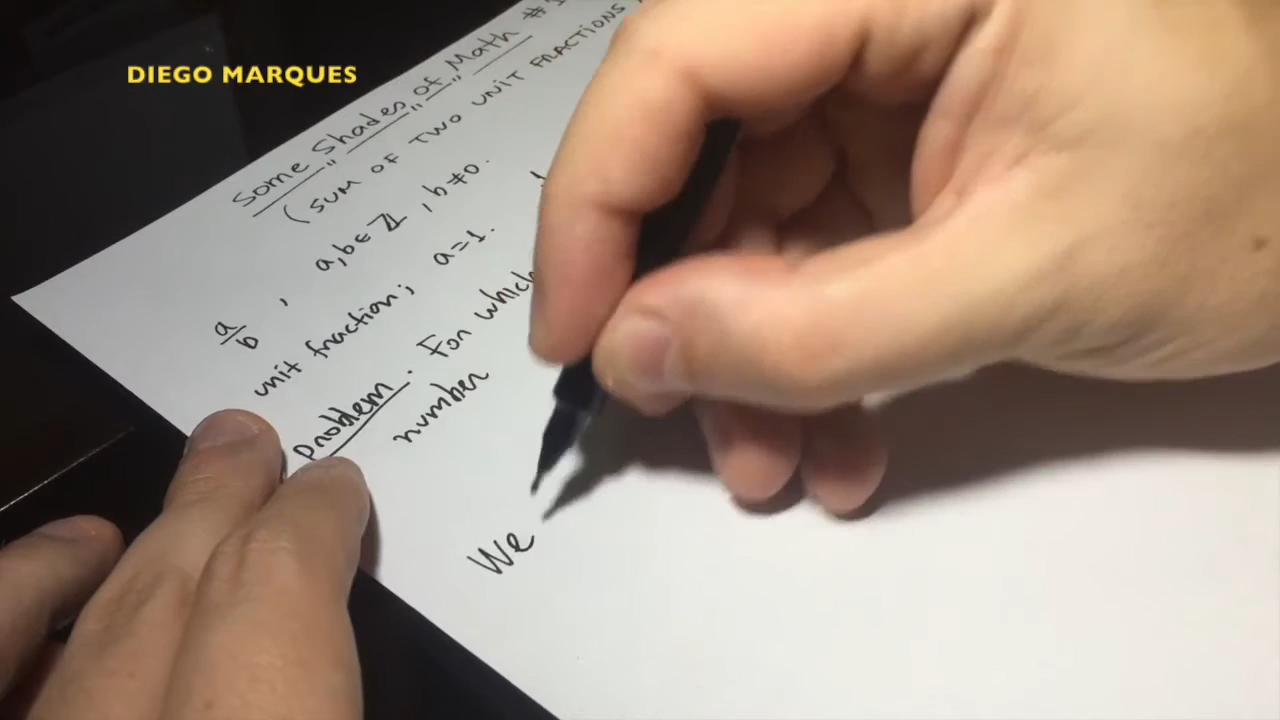 DIEGO MARQUES
Some "Shades" of "Math #
(SUM OF TWO UNIT FRACTIONS
a/b , a,b∈ℤ , b≠0.
unit fraction; a=1.
Problem. For which
number
We